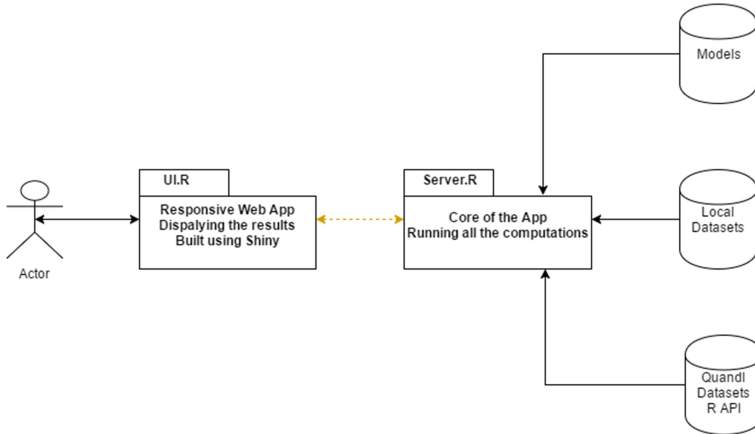 Models
UI.R
Server.R
Responsive Web App
Dispalying the results
Built using Shiny
Core of the App
Running all the computations
Local
Datasets
Actor
Quandl
Datasets
R API